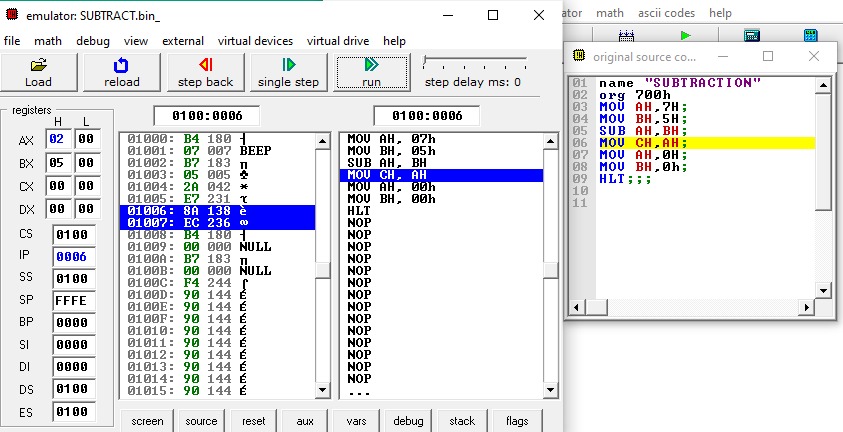 emulator: SUBTRACT.bin_
file math debug view external virtual devices virtual drive help
Load reload step back single step run step delay ms: 0
registers
H L
AX 02 00
BX 05 00
CX 00 00
DX 00 00
CS 0100
IP 0006
SS 0100
SP FFFE
BP 0000
SI 0000
DI 0000
DS 0100
ES 0100
0100:0006
01000: B4 180 ┤
01001: 07 007 BEEP
01002: B7 183 π
01003: 05 005 ♣
01004: 2A 042 *
01005: E7 231 τ
01006: 8A 138 è
01007: EC 236 ∞
01008: B4 180 ┤
01009: 00 000 NULL
0100A: B7 183 π
0100B: 00 000 NULL
0100C: F4 244 ⌠
0100D: 90 144 É
0100E: 90 144 É
0100F: 90 144 É
01010: 90 144 É
01011: 90 144 É
01012: 90 144 É
01013: 90 144 É
01014: 90 144 É
01015: 90 144 É
0100:0006
MOV AH, 07h
MOV BH, 05h
SUB AH, BH
MOV CH, AH
MOV AH, 00h
MOV BH, 00h
HLT
NOP
NOP
NOP
NOP
NOP
NOP
NOP
NOP
NOP
NOP
NOP
NOP
NOP
NOP
...
screen source reset aux vars debug stack flags
ator math ascii codes help
original source co...
01 name "SUBTRACTION"
02 org 700h
03 MOV AH,7H;
04 MOV BH,5H;
05 SUB AH,BH;
06 MOV CH,AH;
07 MOV AH,0H;
08 MOV BH,0h;
09 HLT;;;
10
11